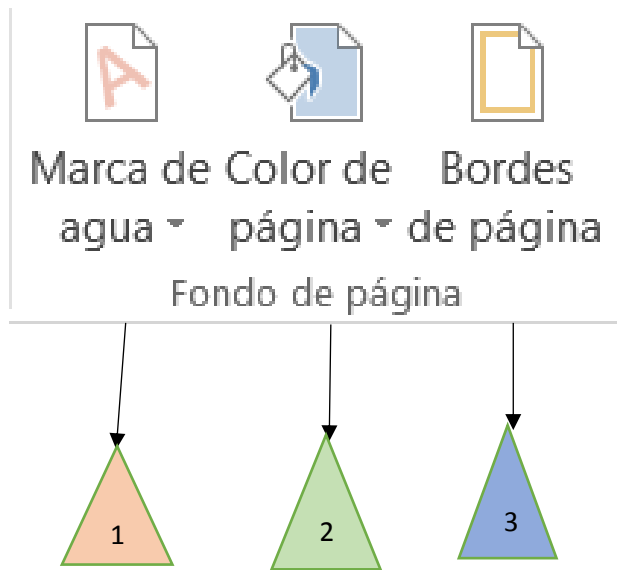 Marca de Color de Bordes
agua página de página
Fondo de página
1 2 3